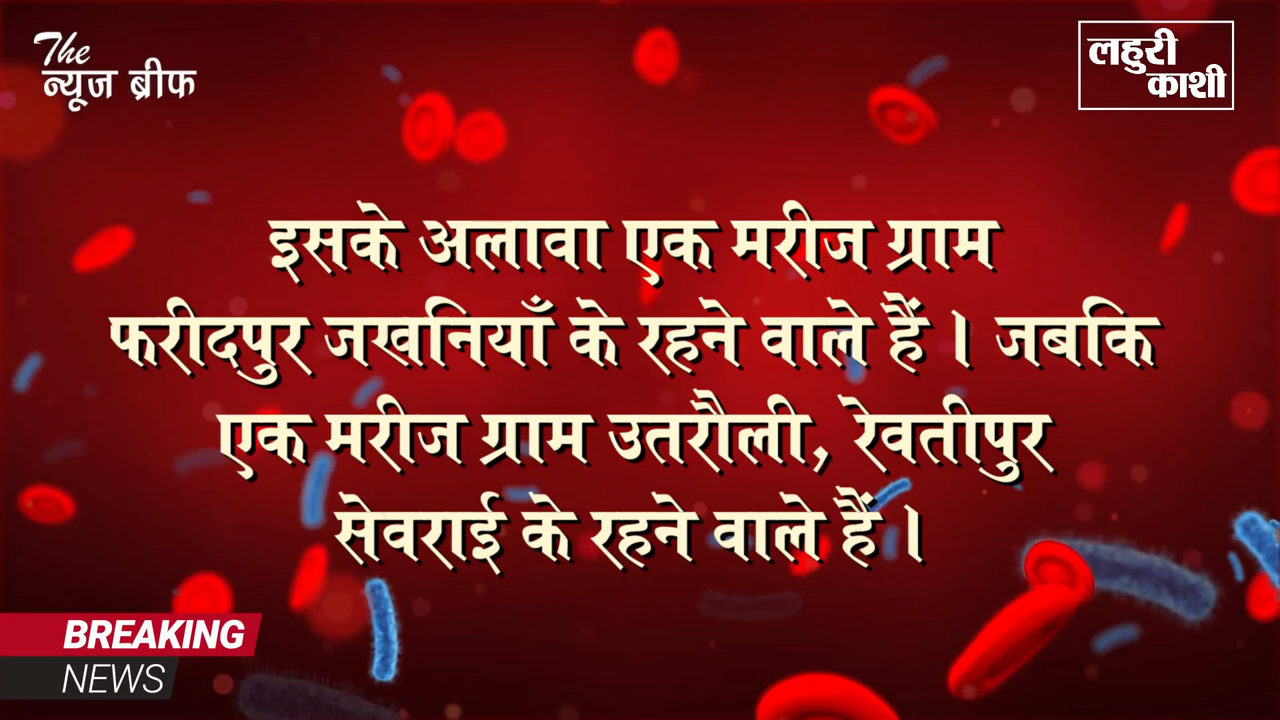 The
न्यूज ब्रीफ
लहुरी
काशी
इसके अलावा एक मरीज ग्राम
फरीदपुर जखनियाँ के रहने वाले हैं । जबकि
एक मरीज ग्राम उतरौली, रेवतीपुर
सेवराई के रहने वाले हैं ।
BREAKING
NEWS